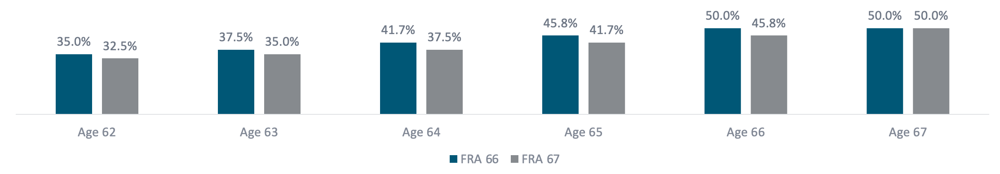 50.0% 50.0% 50.0%
45.8% 45.8%
41.7% 41.7%
37.5% 37.5%
35.0% 32.5% 35.0%
Age 62 Age 63 Age 64 Age 65 Age 66 Age 67
FRA 66 FRA 67